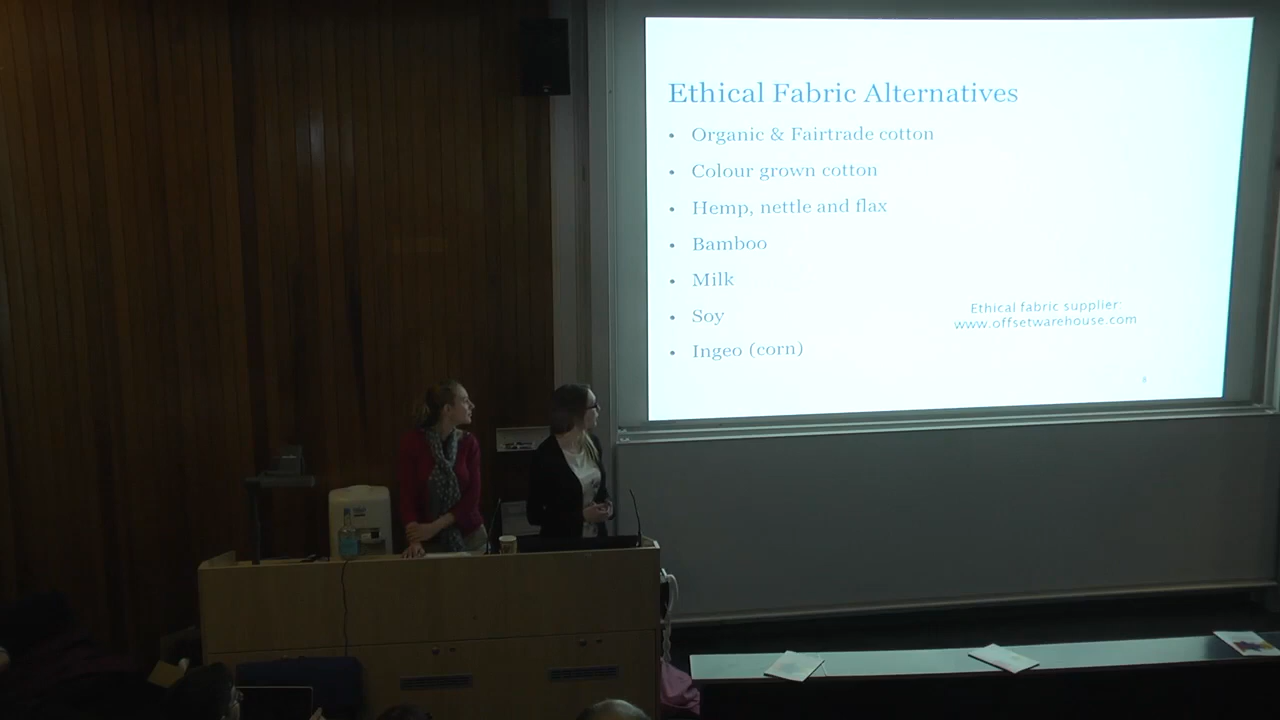 Ethical Fabric Alternatives
• Organic & Fairtrade cotton
• Colour grown cotton
• Hemp, nettle and flax
• Bamboo
• Milk
• Soy
• Ingeo (corn)
Ethical fabric supplier:
www.offsetwarehouse.com
8